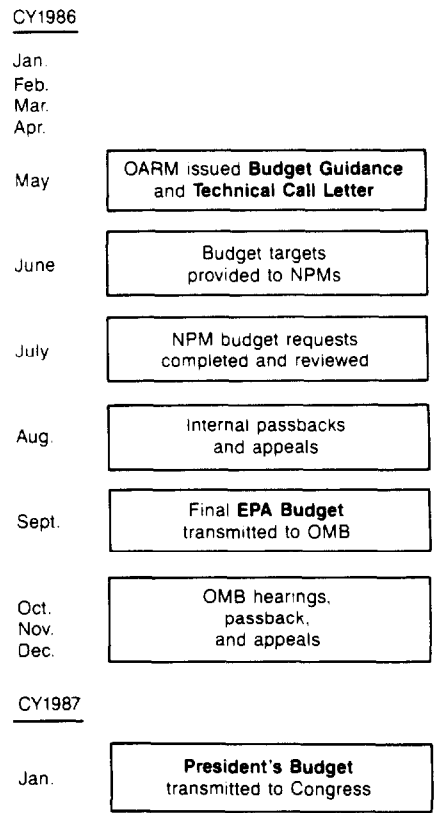 CY1986
Jan.
Feb.
Mar.
Apr.
May
OARM issued Budget Guidance
and Technical Call Letter
June
Budget targets
provided to NPMs
July
NPM budget requests
completed and reviewed
Aug.
Internal passbacks
and appeals
Sept.
Final EPA Budget
transmitted to OMB
Oct.
Nov.
Dec.
OMB hearings,
passback,
and appeals
CY1987
Jan.
President's Budget
transmitted to Congress